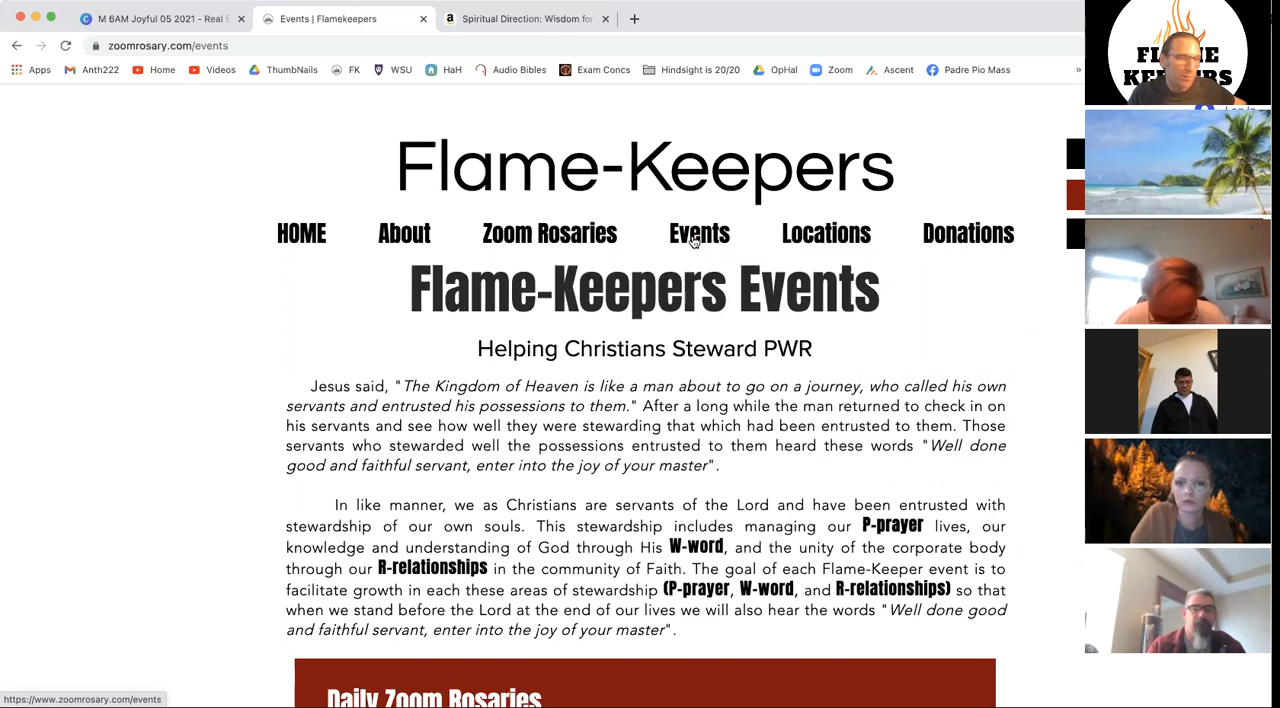 M 6AM Joyful 05 2021 - Real E
Events | Flamekeepers
Spiritual Direction: Wisdom for
zoomrosary.com/events
Apps
Anth222
Home
Videos
ThumbNails
FK
WSU
HaH
Audio Bibles
Exam Concs
Hindsight is 20/20
OpHal
Zoom
Ascent
Padre Pio Mass
»
FLAME
KEEPERS
Log In
Flame-Keepers
HOME About Zoom Rosaries Events Locations Donations
Flame-Keepers Events
Helping Christians Steward PWR
Jesus said, "The Kingdom of Heaven is like a man about to go on a journey, who called his own
servants and entrusted his possessions to them." After a long while the man returned to check in on
his servants and see how well they were stewarding that which had been entrusted to them. Those
servants who stewarded well the possessions entrusted to them heard these words "Well done
good and faithful servant, enter into the joy of your master".
In like manner, we as Christians are servants of the Lord and have been entrusted with
stewardship of our own souls. This stewardship includes managing our P-prayer lives, our
knowledge and understanding of God through His W-word, and the unity of the corporate body
through our R-relationships in the community of Faith. The goal of each Flame-Keeper event is to
facilitate growth in each these areas of stewardship (P-prayer, W-word, and R-relationships) so that
when we stand before the Lord at the end of our lives we will also hear the words "Well done good
and faithful servant, enter into the joy of your master".
Daily Zoom Rosaries
https://www.zoomrosary.com/events